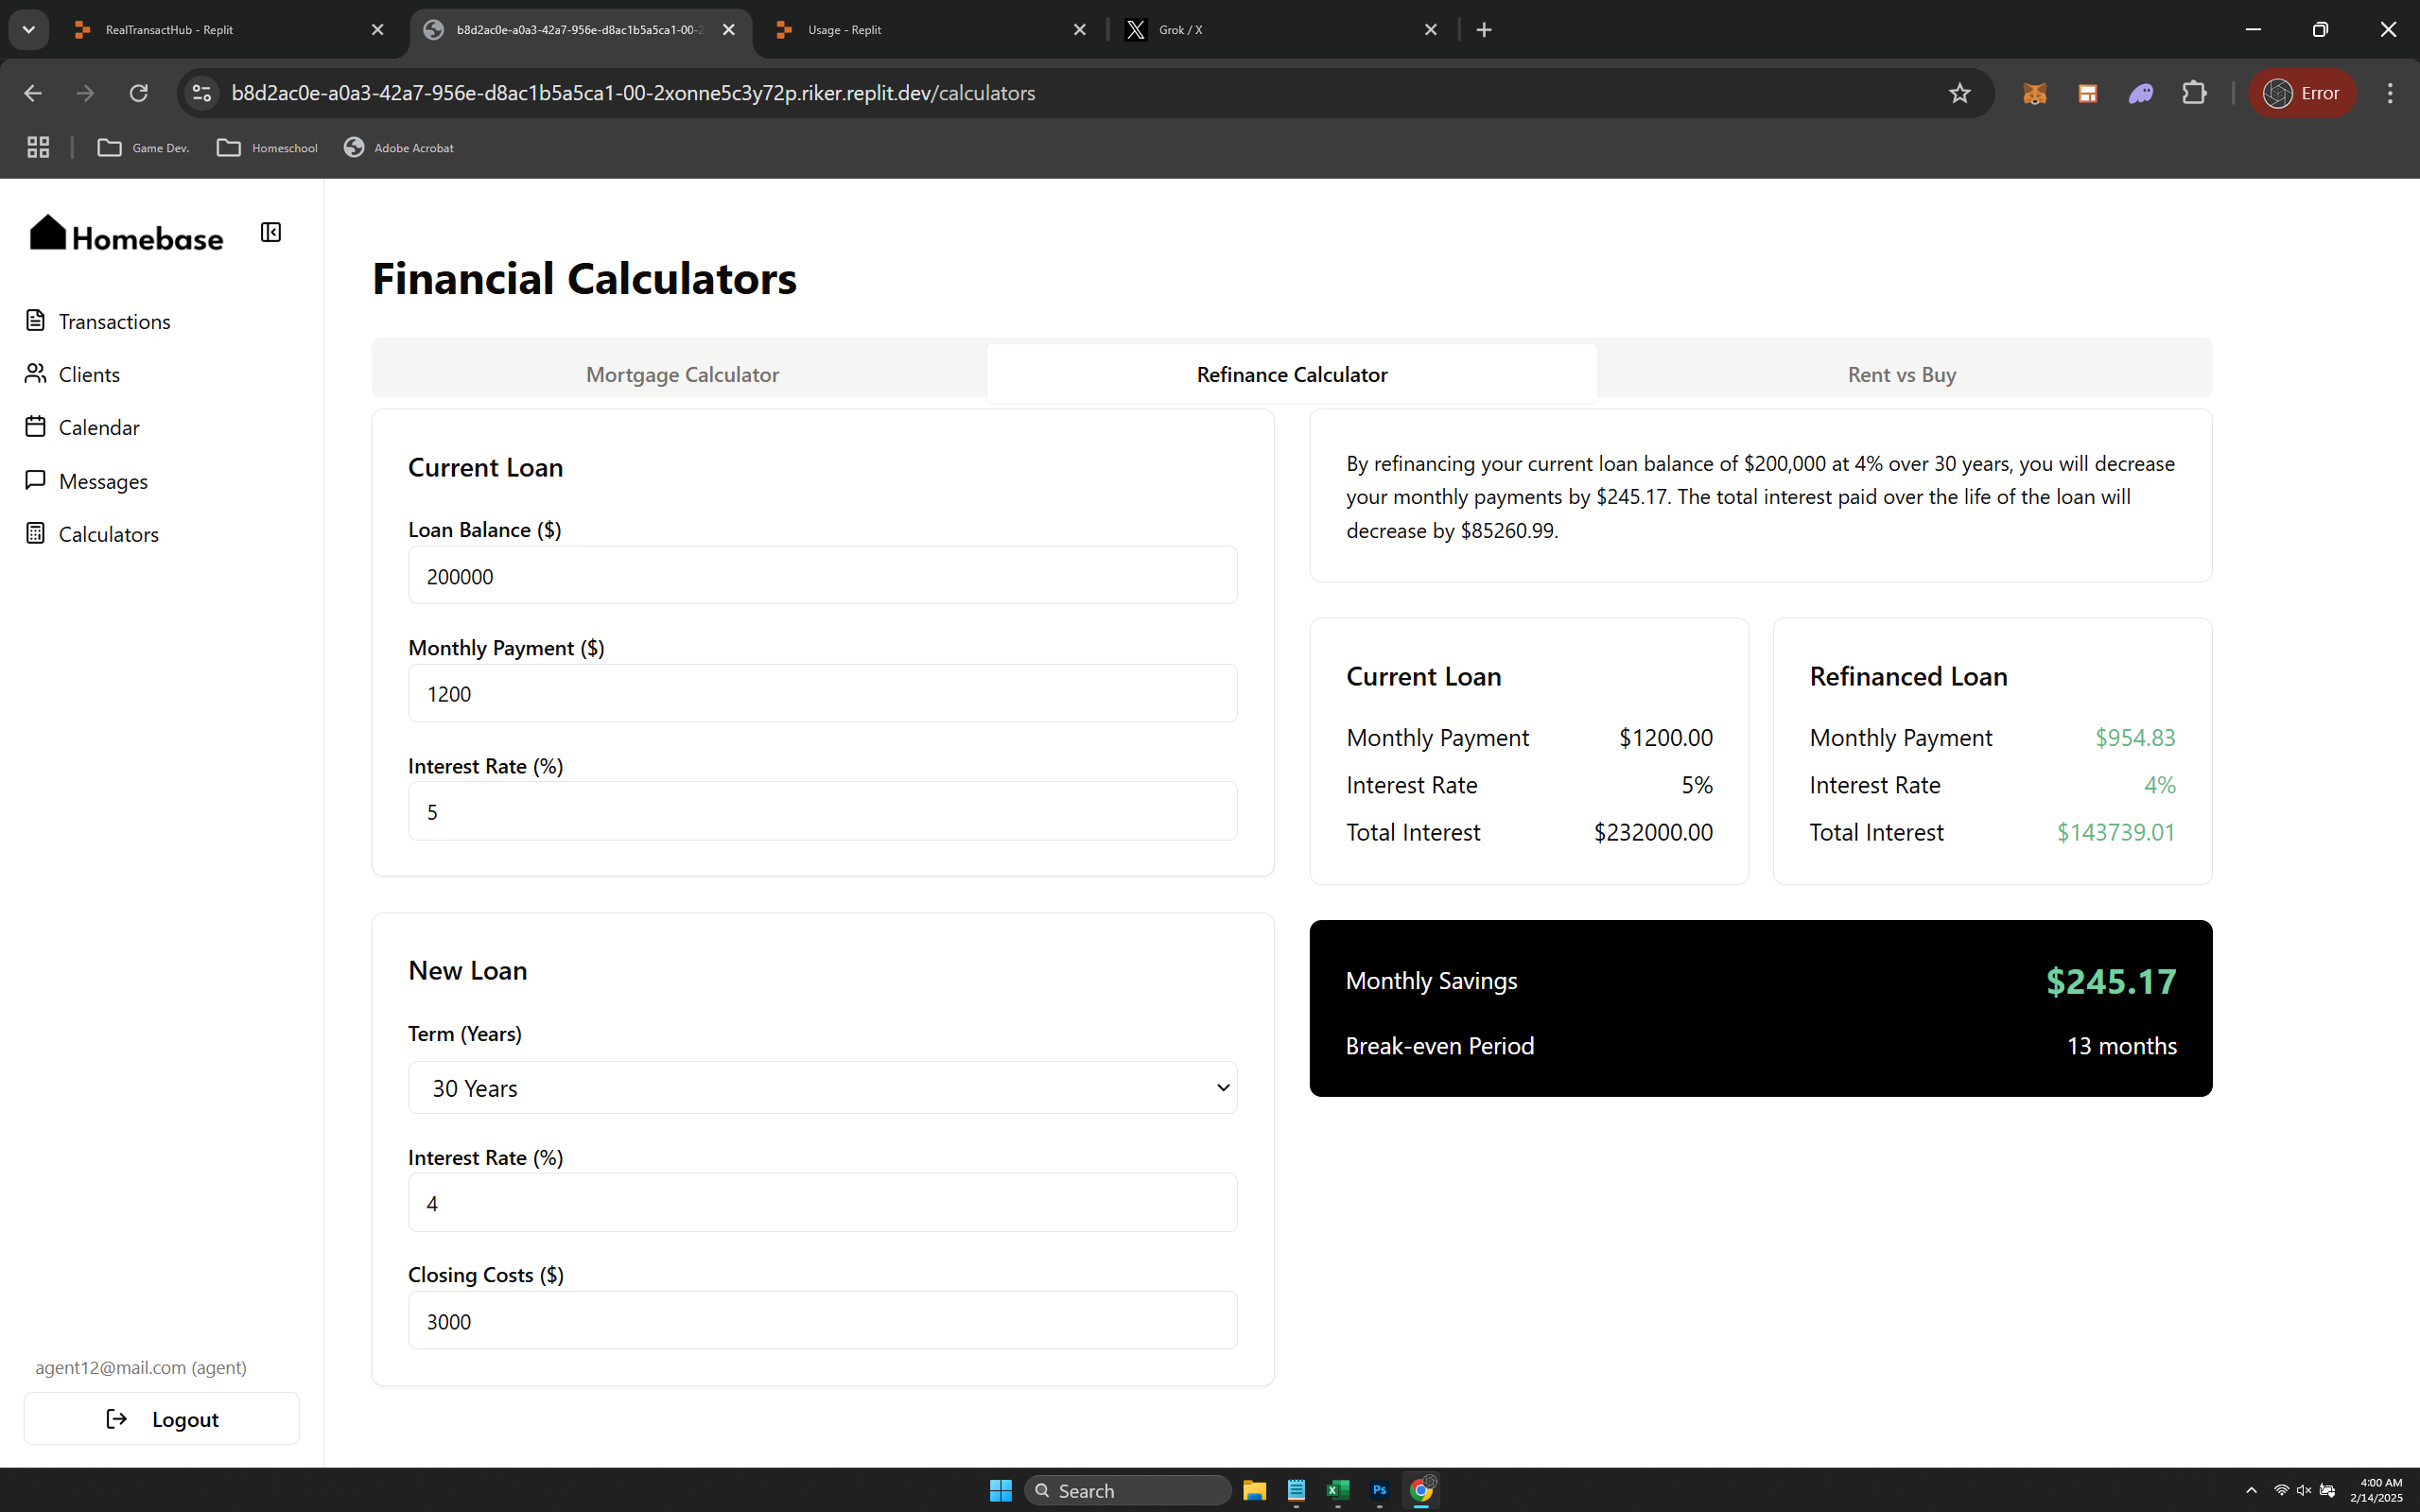 RealTransactHub - Replit
b8d2ac0e-a0a3-42a7-956e-d8ac1b5a5ca1-00-2
Usage - Replit
Grok / X
b8d2ac0e-a0a3-42a7-956e-d8ac1b5a5ca1-00-2xonne5c3y72p.riker.replit.dev/calculators
Error
Game Dev.
Homeschool
Adobe Acrobat
Homebase
Transactions
Clients
Calendar
Messages
Calculators
agent12@mail.com (agent)
Logout
Financial Calculators
Mortgage Calculator
Refinance Calculator
Rent vs Buy
Current Loan
Loan Balance ($)
200000
Monthly Payment ($)
1200
Interest Rate (%)
5
New Loan
Term (Years)
30 Years
Interest Rate (%)
4
Closing Costs ($)
3000
By refinancing your current loan balance of $200,000 at 4% over 30 years, you will decrease
your monthly payments by $245.17. The total interest paid over the life of the loan will
decrease by $85260.99.
Current Loan
Monthly Payment $1200.00
Interest Rate 5%
Total Interest $232000.00
Refinanced Loan
Monthly Payment $954.83
Interest Rate 4%
Total Interest $143739.01
Monthly Savings $245.17
Break-even Period 13 months
Search
Ps
4:00 AM
2/14/2025